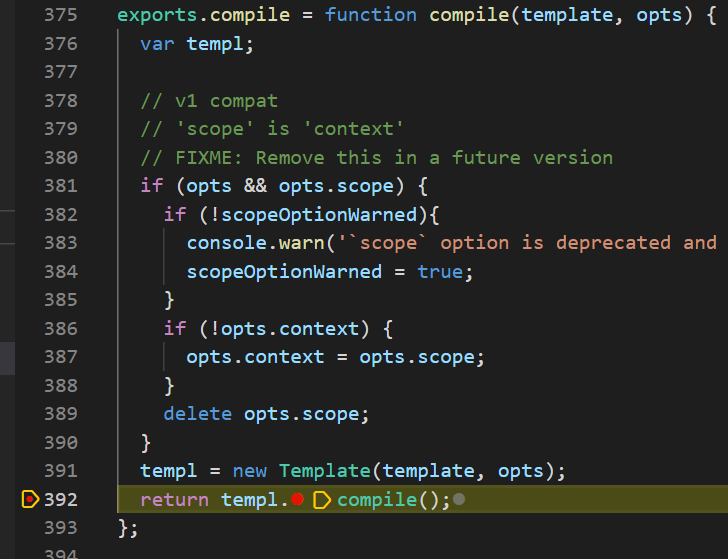 375 exports.compile = function compile(template, opts) {
376 var templ;
377
378 // v1 compat
379 // 'scope' is 'context'
380 // FIXME: Remove this in a future version
381 if (opts && opts.scope) {
382 if (!scopeOptionWarned){
383 console.warn('`scope` option is deprecated and
384 scopeOptionWarned = true;
385 }
386 if (!opts.context) {
387 opts.context = opts.scope;
388 }
389 delete opts.scope;
390 }
391 templ = new Template(template, opts);
392 return templ.compile();
393 };
394